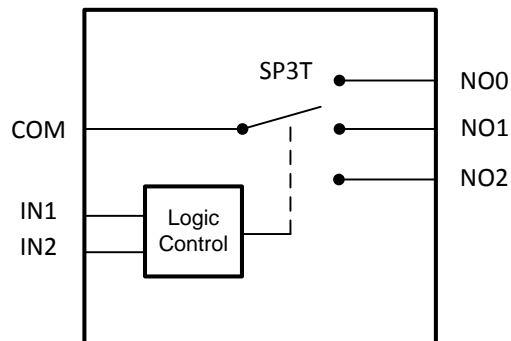 SP3T
NO0
COM
NO1
NO2
IN1
Logic
Control
IN2